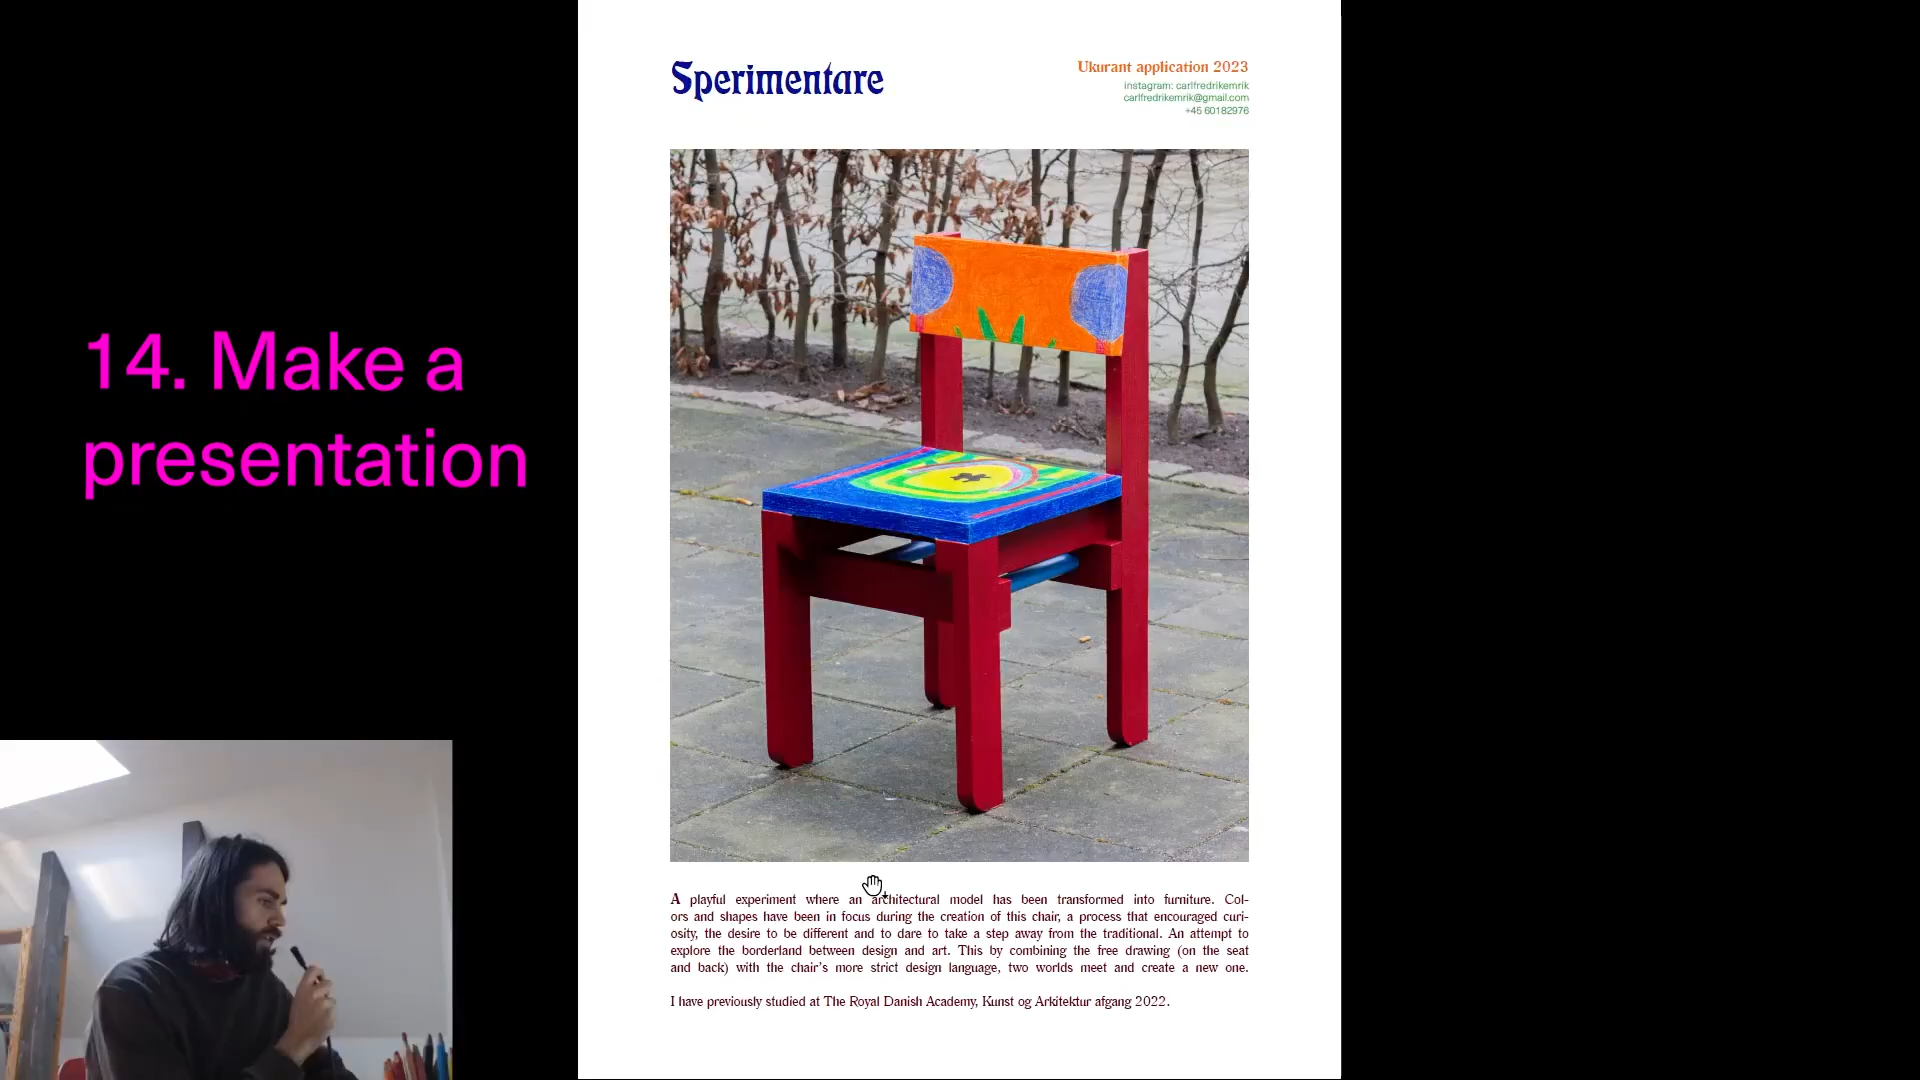 14. Make a
presentation
Sperimentare
Ukurant application 2023
instagram: carlfredrikemrik
carlfredrikemrik@gmail.com
+45 60182976
A playful experiment where an architectural model has been transformed into furniture. Col-
ors and shapes have been in focus during the creation of this chair, a process that encouraged curi-
osity, the desire to be different and to dare to take a step away from the traditional. An attempt to
explore the borderland between design and art. This by combining the free drawing (on the seat
and back) with the chair's more strict design language, two worlds meet and create a new one.
I have previously studied at The Royal Danish Academy, Kunst og Arkitektur afgang 2022.